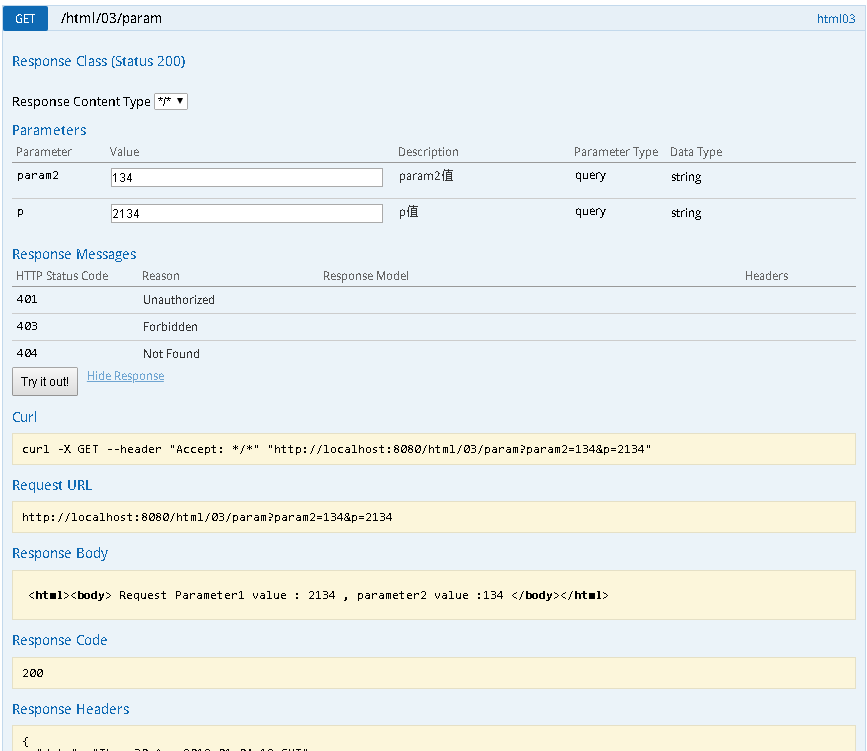 GET /html/03/param html03
Response Class (Status 200)
Response Content Type */*
Parameters
Parameter Value Description Parameter Type Data Type
param2 134 param2值 query string
p 2134 p值 query string
Response Messages
HTTP Status Code Reason Response Model Headers
401 Unauthorized
403 Forbidden
404 Not Found
Try it out! Hide Response
Curl
curl -X GET --header "Accept: */*" "http://localhost:8080/html/03/param?param2=134&p=2134"
Request URL
http://localhost:8080/html/03/param?param2=134&p=2134
Response Body
<html><body> Request Parameter1 value : 2134 , parameter2 value :134 </body></html>
Response Code
200
Response Headers
{